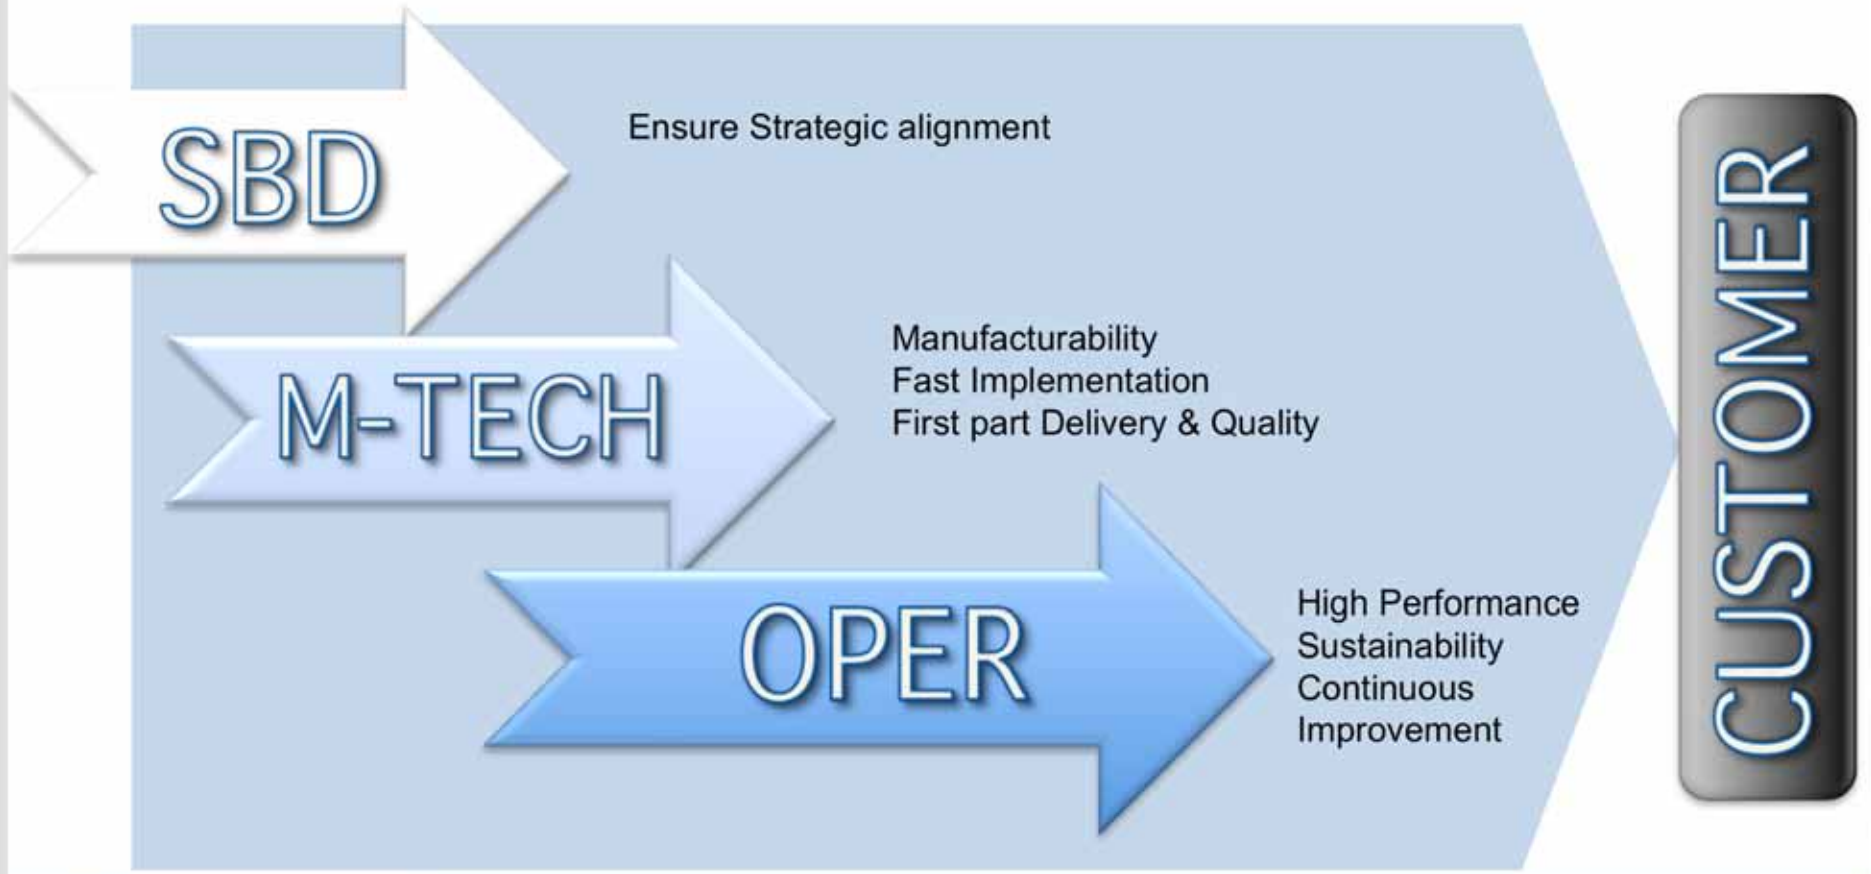 SBD
Ensure Strategic alignment
M-TECH
Manufacturability
Fast Implementation
First part Delivery & Quality
OPER
High Performance
Sustainability
Continuous
Improvement
CUSTOMER